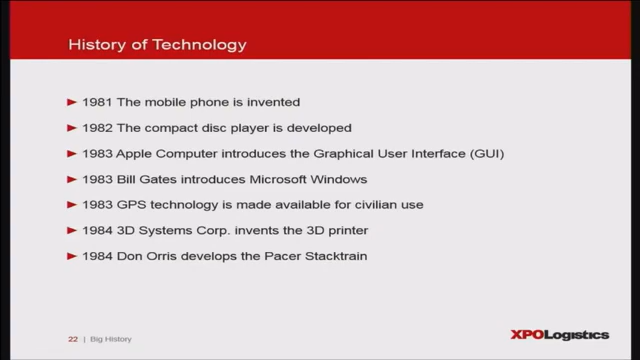 History of Technology
1981 The mobile phone is invented
1982 The compact disc player is developed
1983 Apple Computer introduces the Graphical User Interface (GUI)
1983 Bill Gates introduces Microsoft Windows
1983 GPS technology is made available for civilian use
1984 3D Systems Corp. invents the 3D printer
1984 Don Orris develops the Pacer Stacktrain
22 | Big History
XPOLogistics